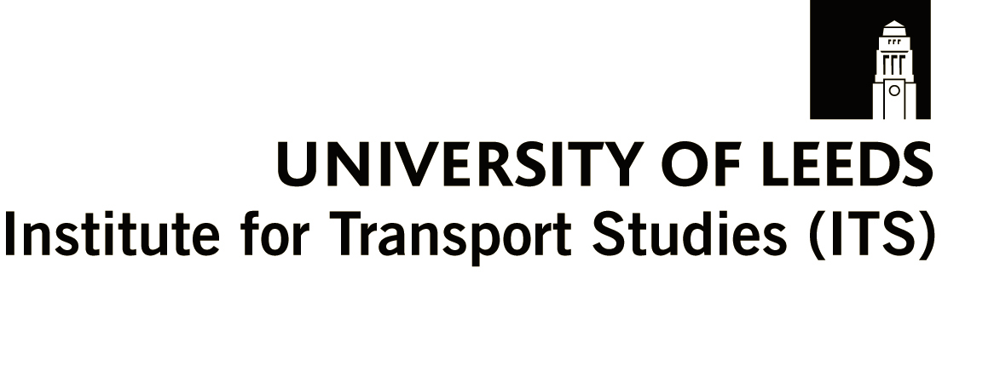 UNIVERSITY OF LEEDS
Institute for Transport Studies (ITS)